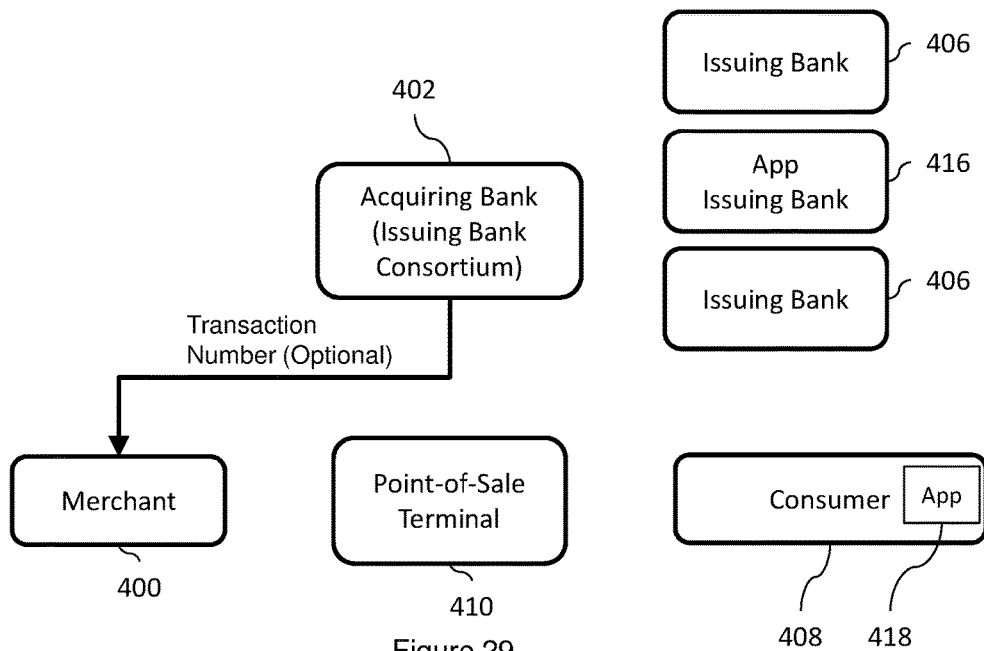 Issuing Bank
406
402
App
Issuing Bank
416
Acquiring Bank
(Issuing Bank
Consortium)
Issuing Bank
406
Transaction
Number (Optional)
Merchant
400
Point-of-Sale
Terminal
410
Consumer
App
408
418
Figure 29